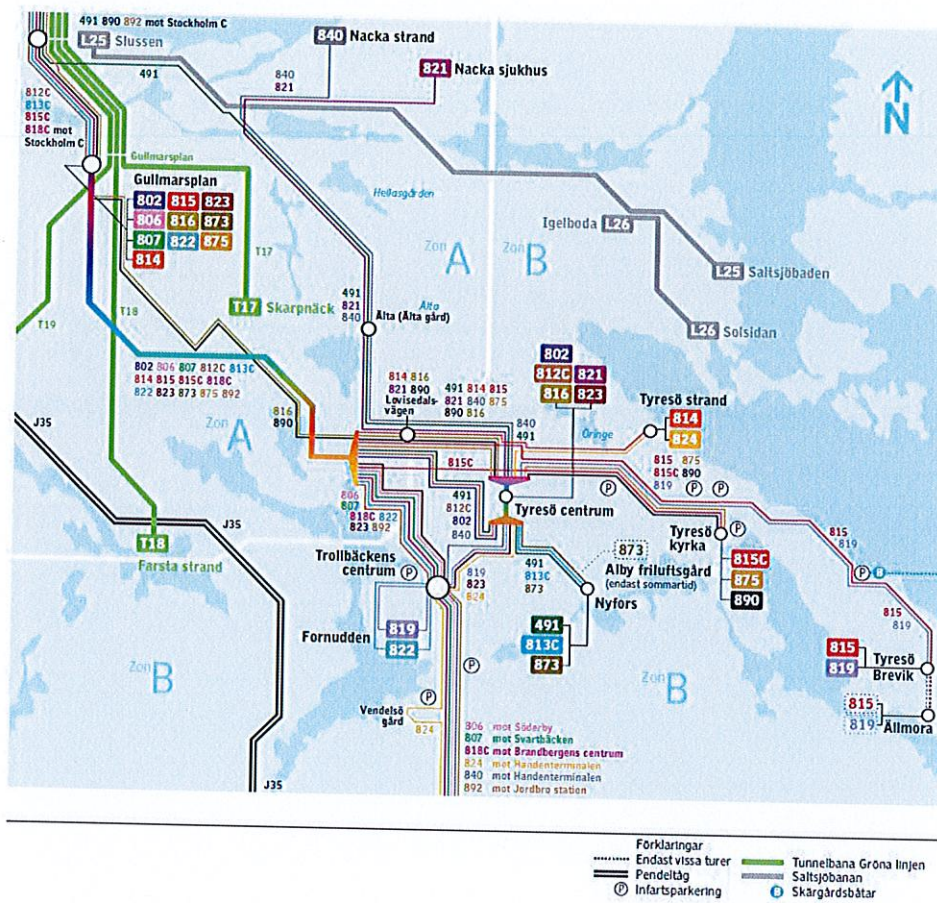 491 890 892 mot Stockholm C
L25 Slussen
840 Nacka strand
491
840
821
821 Nacka sjukhus
N
812C
813C
815C
818C mot
Stockholm C
Gullmarsplan
Gullmarsplan
802 815 823
806 816 873
807 822 875
814
Hellasgården
Zon A
Zon B
Igelboda L26
L25 Saltsjöbaden
L26 Solsidan
T17
T17 Skarpnäck
T19
T18
491
821
840
Älta
Älta (Älta gård)
802 806 807 812C 813C
814 815 815C 818C
822 823 873 875 892
814 816
821 890
Lovisedals-
vägen
491 814 815
821 840 875
890 816
802
812C 821
816 823
Tyresö strand
814
824
J35
Zon A
816
890
840
491
Öringe
815C
815 875
815C 890
819
806
807
818C 822
823 892
491
812C
802
840
Tyresö centrum
Tyresö
kyrka
815C
875
890
815
819
J35
T18
Farsta strand
Trollbäckens
centrum
819
823
824
491
813C
873
873
Alby friluftsgård
(endast sommartid)
Nyfors
491
813C
873
Fornudden
819
822
815
819
815
819
Tyresö
Brevik
815
819
Ällmora
Zon B
Zon B
Vendelsö
gård
824
806 mot Söderby
807 mot Svartbäcken
818C mot Brandbergens centrum
824 mot Handenterminalen
840 mot Handenterminalen
892 mot Jordbro station
J35
Förklaringar
Endast vissa turer
Pendeltåg
P Infartsparkering
Tunnelbana Gröna linjen
Saltsjöbanan
B Skärgårdsbåtar